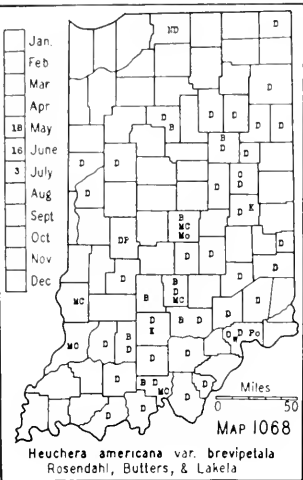 ND
D
Jan.
Feb
Mar
Apr
18 May
16 June
3 July
Aug
Sept
Oct
Nov
Dec
D
D D D
B
B
D
D D
D D D
O
D
D
D K
B
MC
Mo
DP
D D
D
D
D
B
D
MC
D
MC
B
D
K
B D
O W D Po
MO
D
B
D
D
D
D
B D
MC
D
D
D
D
Miles
0 50
MAP 1068
Heuchera americana var. brevipetala
Rosendahl, Butters, & Lakela